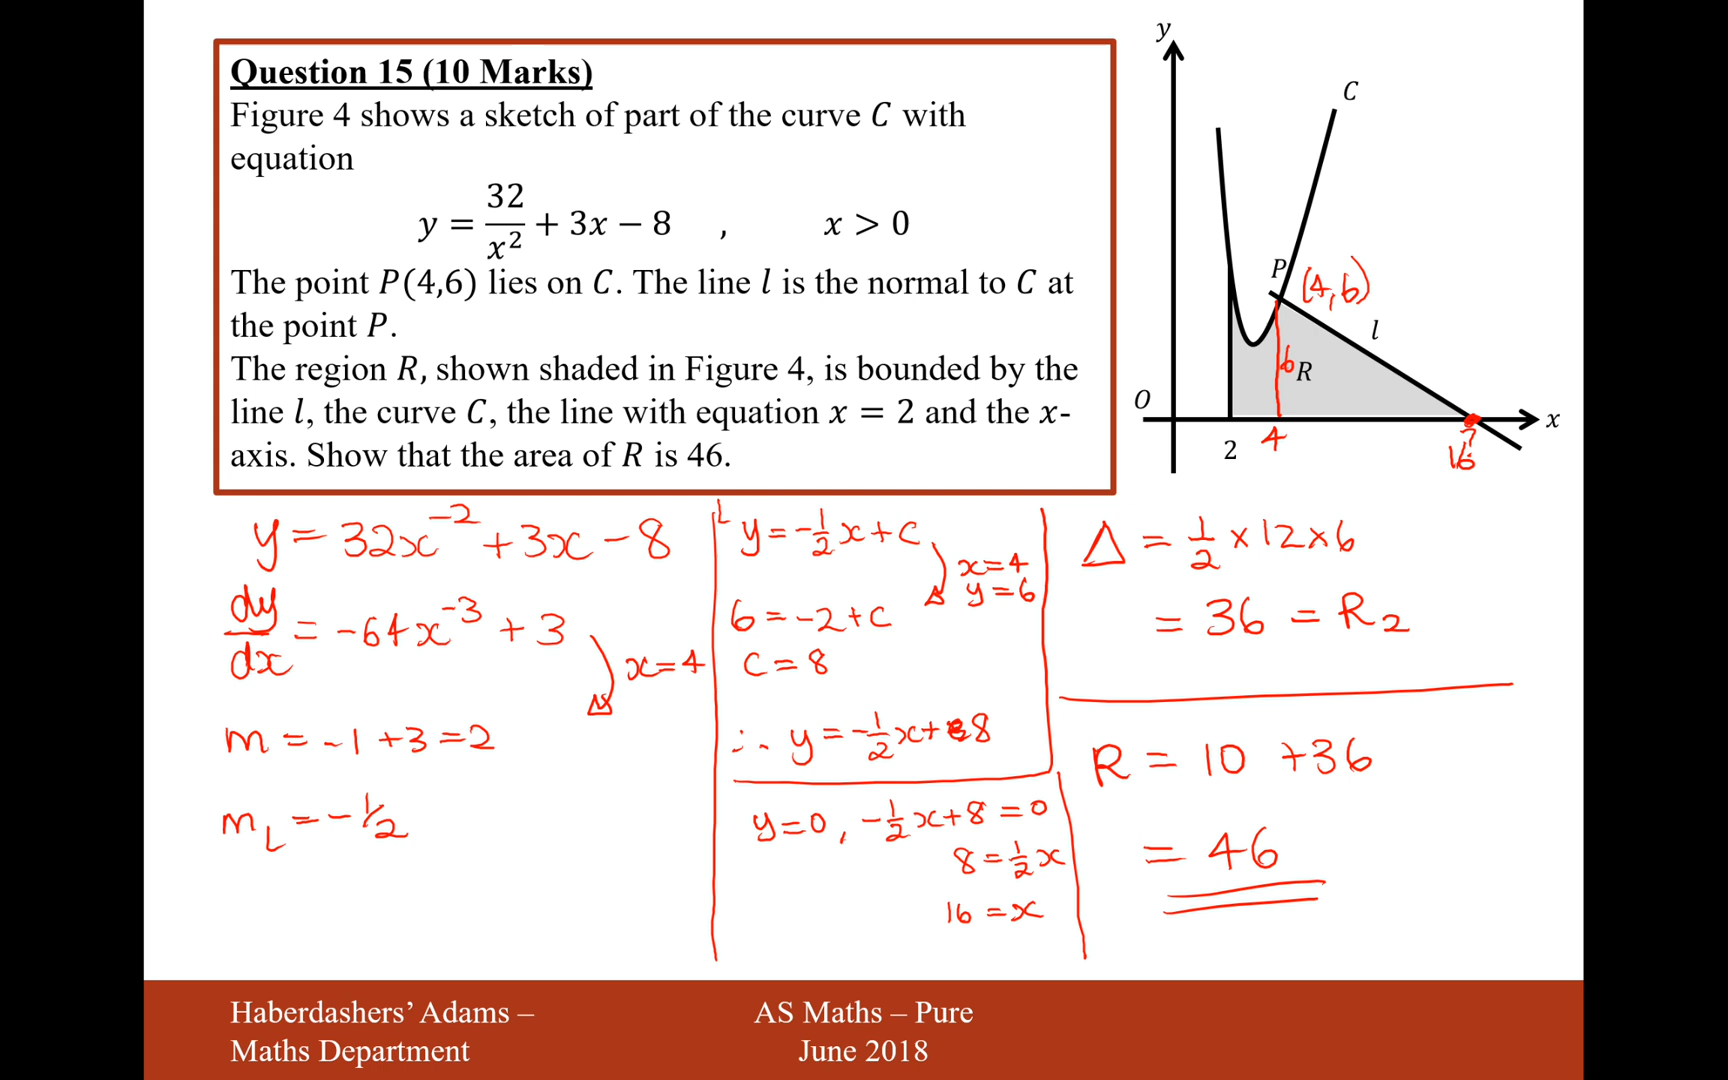 Question 15 (10 Marks)
Figure 4 shows a sketch of part of the curve C with
equation
y = 32/x² + 3x − 8 , x > 0
The point P(4,6) lies on C. The line l is the normal to C at
the point P.
The region R, shown shaded in Figure 4, is bounded by the
line l, the curve C, the line with equation x = 2 and the x-
axis. Show that the area of R is 46.
y
C
P
(4,6)
l
6
R
O
x
2
4
?
16
y = 32x⁻² + 3x − 8
dy/dx = -64x⁻³ + 3
x=4
m = -1 + 3 = 2
m_L = -1/2
L
y = -1/2 x + c
x=4
y=6
6 = -2 + c
c = 8
∴ y = -1/2 x + 8
y=0, -1/2 x + 8 = 0
8 = 1/2 x
16 = x
Δ = 1/2 × 12 × 6
= 36 = R₂
R = 10 + 36
= 46
Haberdashers’ Adams –
Maths Department
AS Maths – Pure
June 2018